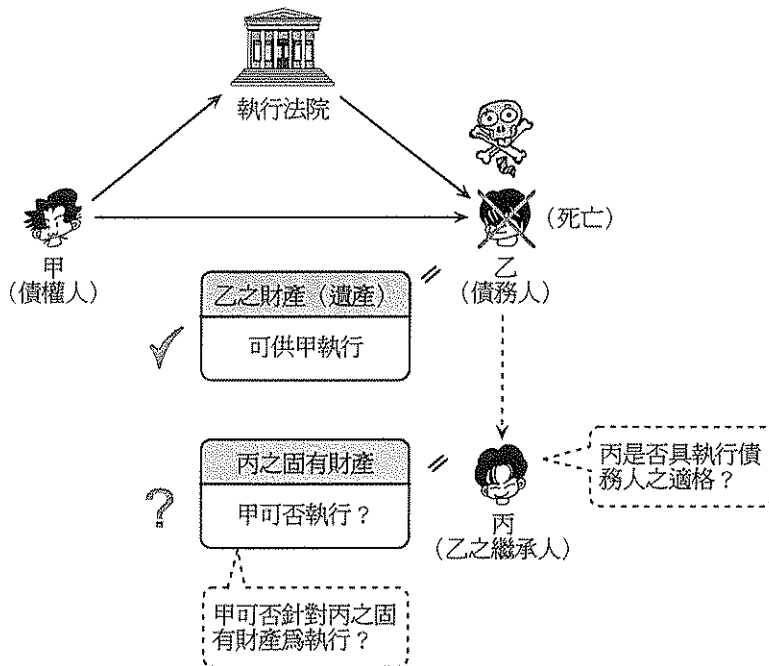 執行法院
(死亡)
甲
(債權人)
乙
(債務人)
乙之財產(遺產)
可供甲執行
丙之固有財產
甲可否執行?
?
丙
(乙之繼承人)
丙是否具執行債
務人之適格?
甲可否針對丙之固
有財產爲執行?